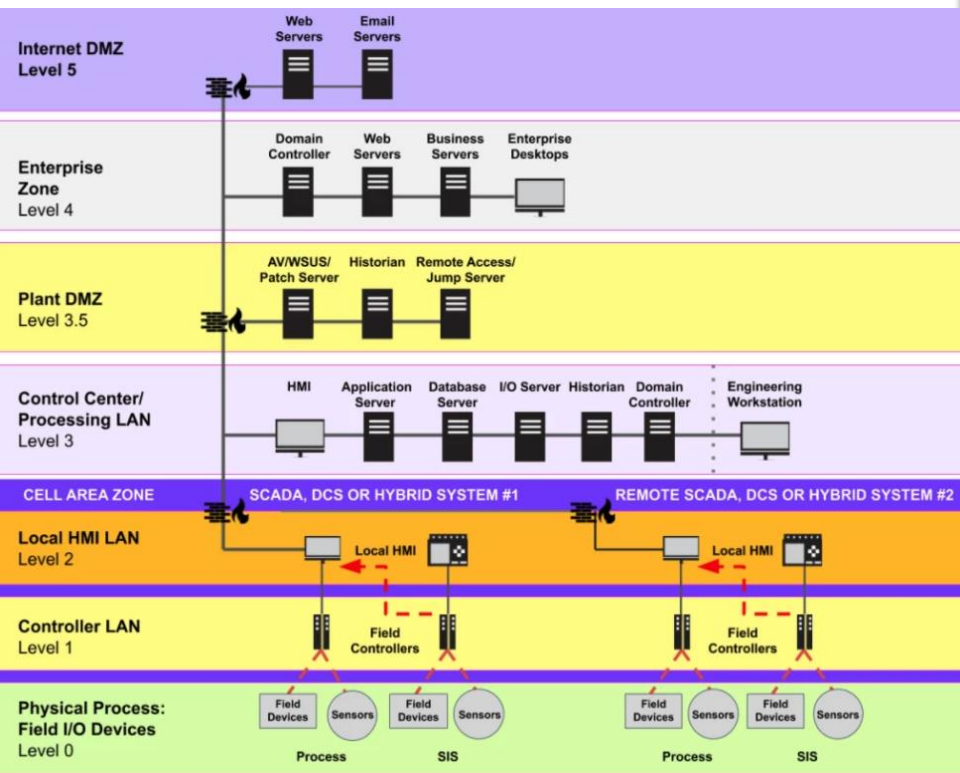 Web
Servers
Email
Servers
Internet DMZ
Level 5
Domain
Controller
Web
Servers
Business
Servers
Enterprise
Desktops
Enterprise
Zone
Level 4
AV/WSUS/
Patch Server
Historian
Remote Access/
Jump Server
Plant DMZ
Level 3.5
HMI
Application
Server
Database
Server
I/O Server
Historian
Domain
Controller
Engineering
Workstation
Control Center/
Processing LAN
Level 3
CELL AREA ZONE
SCADA, DCS OR HYBRID SYSTEM #1
REMOTE SCADA, DCS OR HYBRID SYSTEM #2
Local HMI LAN
Level 2
Local HMI
Local HMI
Controller LAN
Level 1
Field
Controllers
Field
Controllers
Physical Process:
Field I/O Devices
Level 0
Field
Devices
Sensors
Field
Devices
Sensors
Field
Devices
Sensors
Field
Devices
Sensors
Process
SIS
Process
SIS